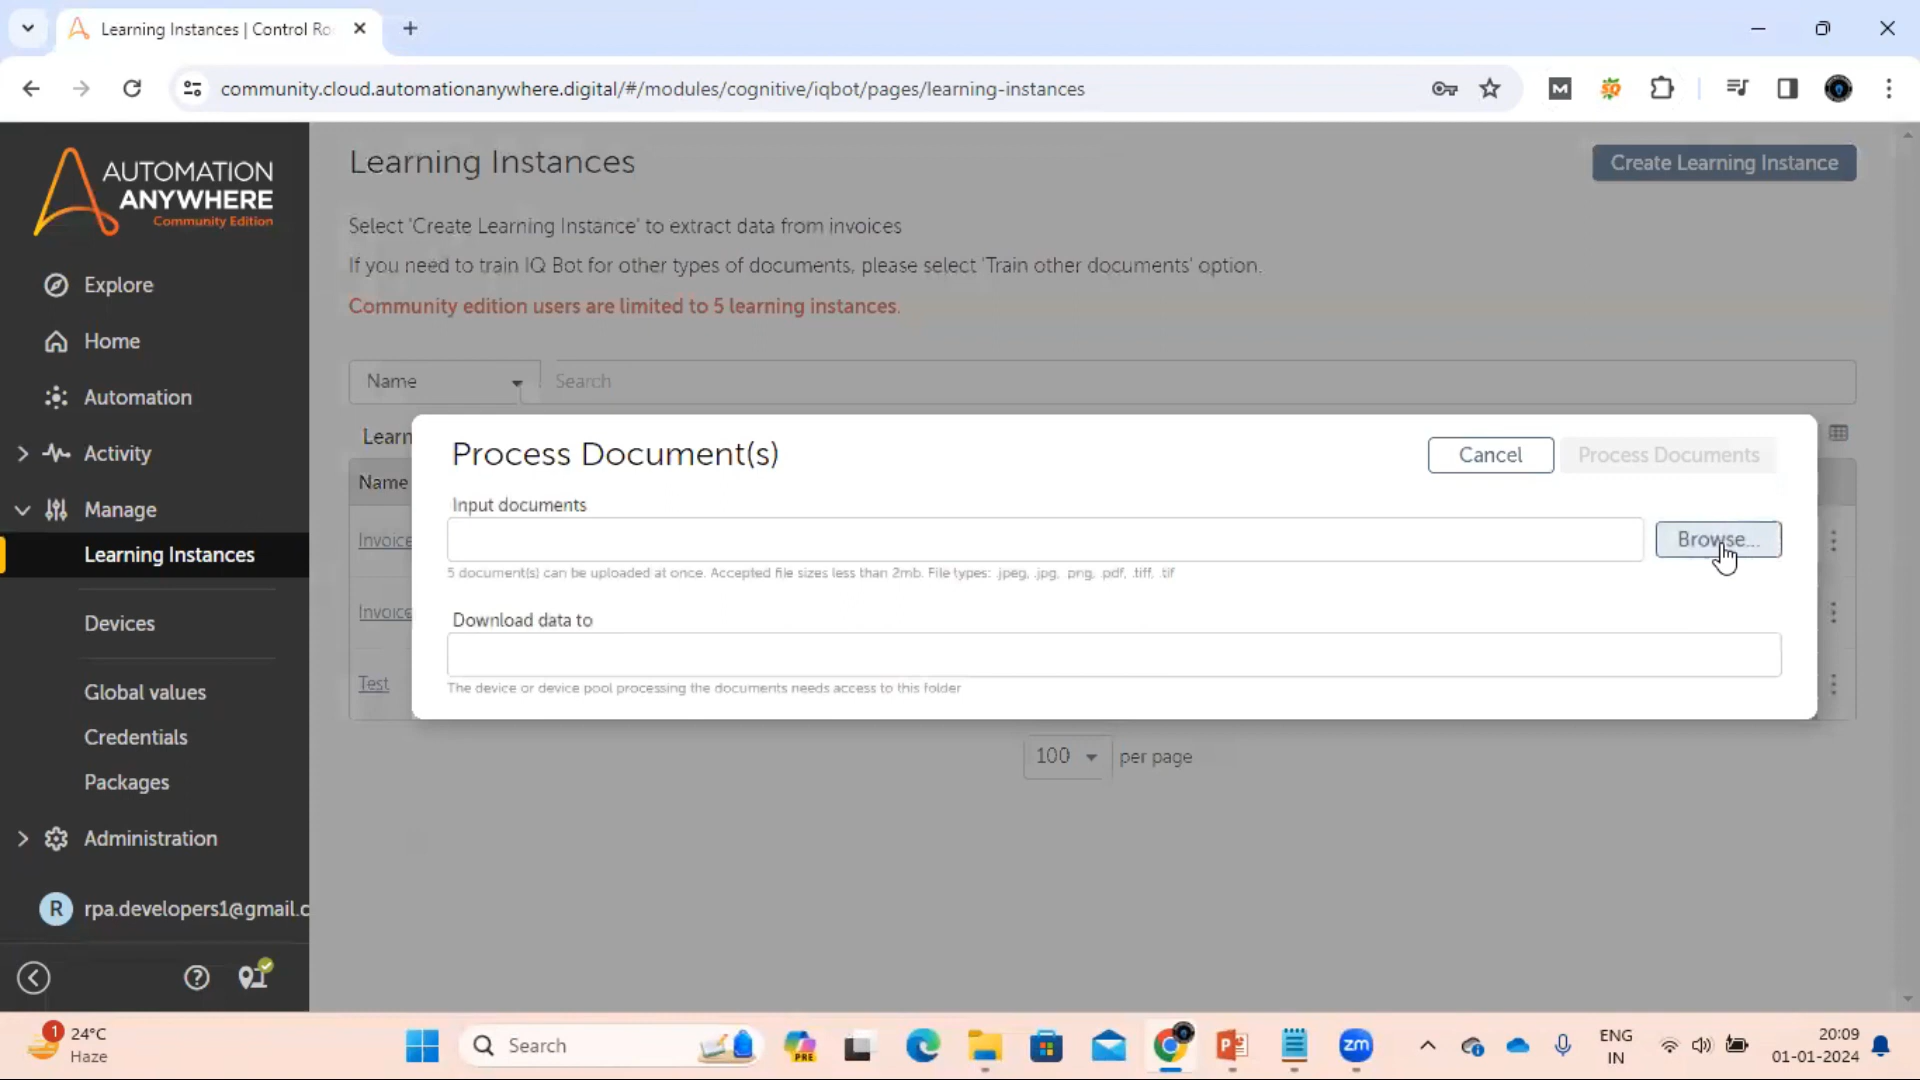 Learning Instances | Control Ro
community.cloud.automationanywhere.digital/#/modules/cognitive/iqbot/pages/learning-instances
AUTOMATION
ANYWHERE
Community Edition
Explore
Home
Automation
Activity
Manage
Learning Instances
Devices
Global values
Credentials
Packages
Administration
R rpa.developers1@gmail.c
Learning Instances
Create Learning Instance
Select 'Create Learning Instance' to extract data from invoices
If you need to train IQ Bot for other types of documents, please select 'Train other documents' option.
Community edition users are limited to 5 learning instances.
Name Search
Learn
Name
Invoice
Invoice
Test
Process Document(s)
Cancel Process Documents
Input documents
Browse...
5 document(s) can be uploaded at once. Accepted file sizes less than 2mb. File types: .jpeg, .jpg, .png, .pdf, .tiff, .tif
Download data to
The device or device pool processing the documents needs access to this folder
100 per page
1
24°C
Haze
Search
PRE
zm
ENG
IN
20:09
01-01-2024